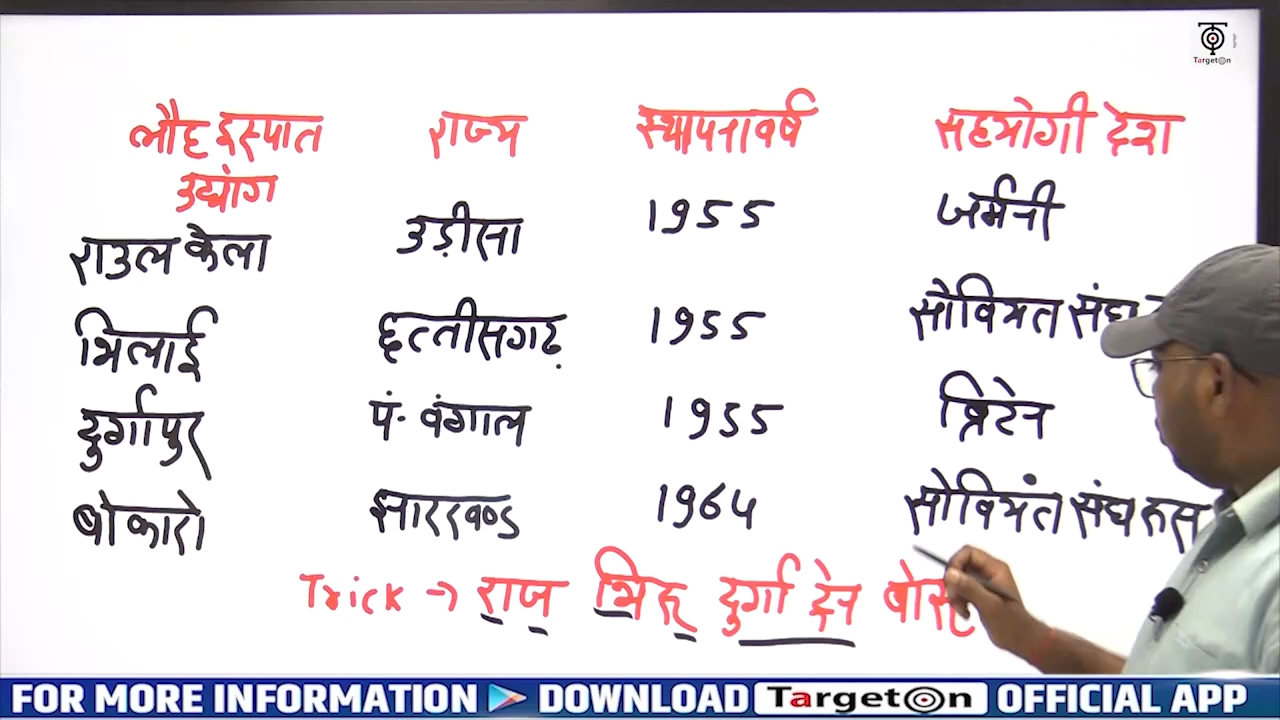 TargetOn
लौह इस्पात उद्योग राज्य स्थापना वर्ष सहयोगी देश
राउलकेला उड़ीसा 1955 जर्मनी
भिलाई छत्तीसगढ़ 1955 सोवियत संघ
दुर्गापुर पं. बंगाल 1955 ब्रिटेन
बोकारो झारखण्ड 1964 सोवियत संघ रूस
Trick → राज भिरू दुर्गा
FOR MORE INFORMATION DOWNLOAD TargetOn OFFICIAL APP